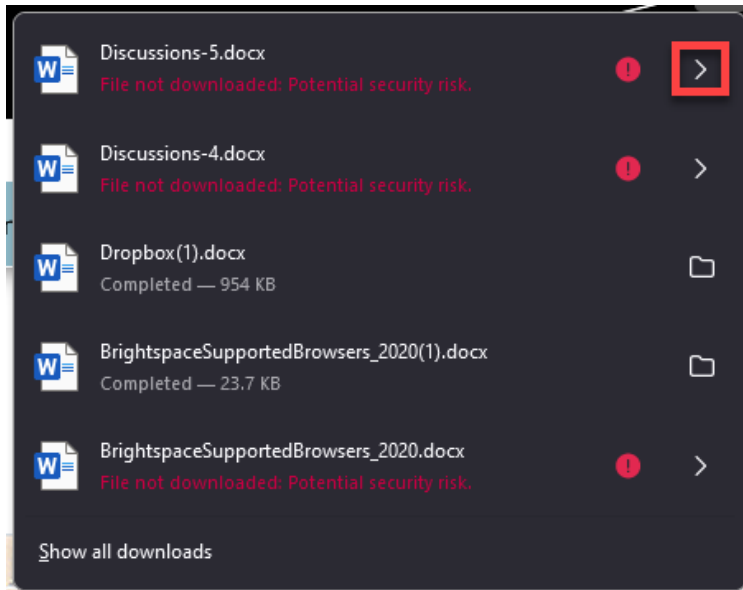 Discussions-5.docx
File not downloaded: Potential security risk.
Discussions-4.docx
File not downloaded: Potential security risk.
Dropbox(1).docx
Completed — 954 KB
BrightspaceSupportedBrowsers_2020(1).docx
Completed — 23.7 KB
BrightspaceSupportedBrowsers_2020.docx
File not downloaded: Potential security risk.
Show all downloads